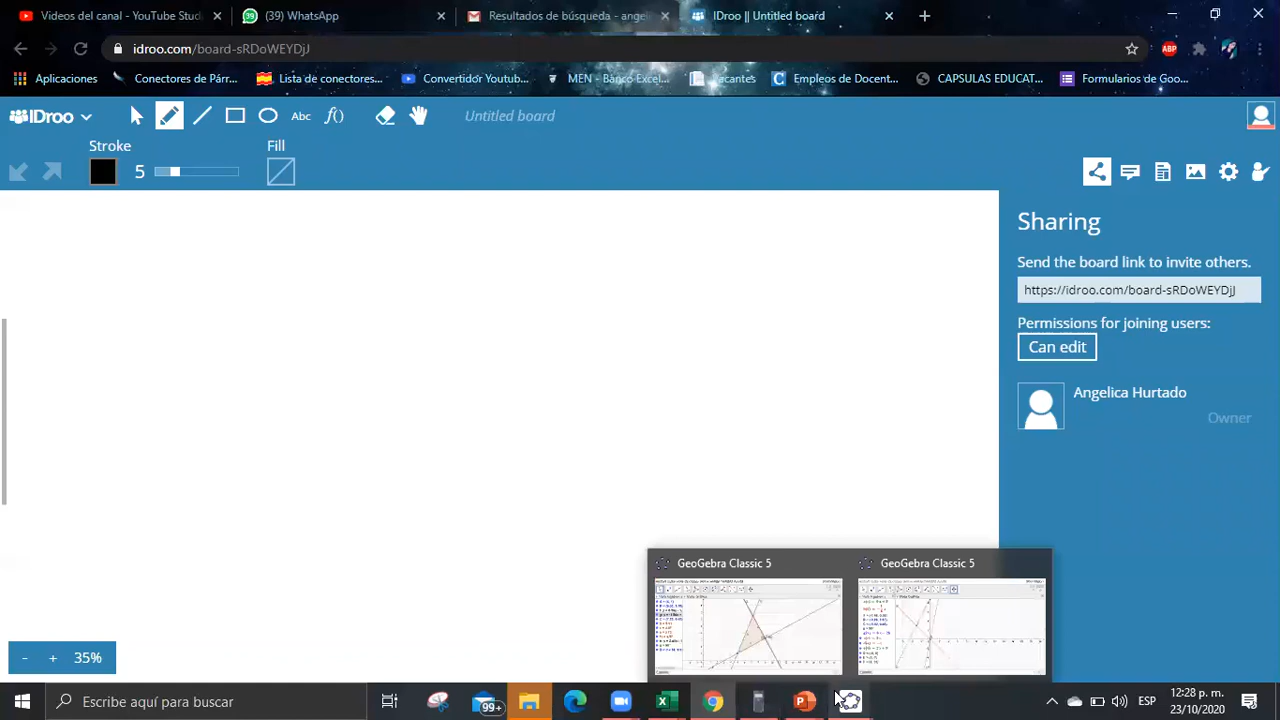 Videos del canal - YouTube Stud
(39) WhatsApp
Resultados de búsqueda - angel
IDroo || Untitled board
idroo.com/board-sRDoWEYDjJ
ABP
Aplicaciones
Conectores de Párr...
Lista de conectores...
Convertidor Youtub...
MEN - Banco Excel...
Vacantes
Empleos de Docent...
CAPSULAS EDUCAT...
Formularios de Goo...
IDroo
Abc
f()
Untitled board
Stroke
5
Fill
Sharing
Send the board link to invite others.
https://idroo.com/board-sRDoWEYDjJ
Permissions for joining users:
Can edit
Angelica Hurtado
Owner
GeoGebra Classic 5
GeoGebra Classic 5
- + 35%
Escribe aquí para buscar
99+
ESP
12:28 p. m.
23/10/2020